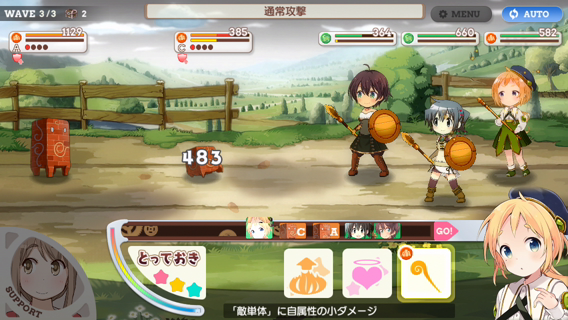 WAVE 3/3 2
通常攻撃
MENU
AUTO
1129
385
364
660
582
A
C
483
C A GO!
とっておき
SUPPORT
「敵単体」に自属性の小ダメージ